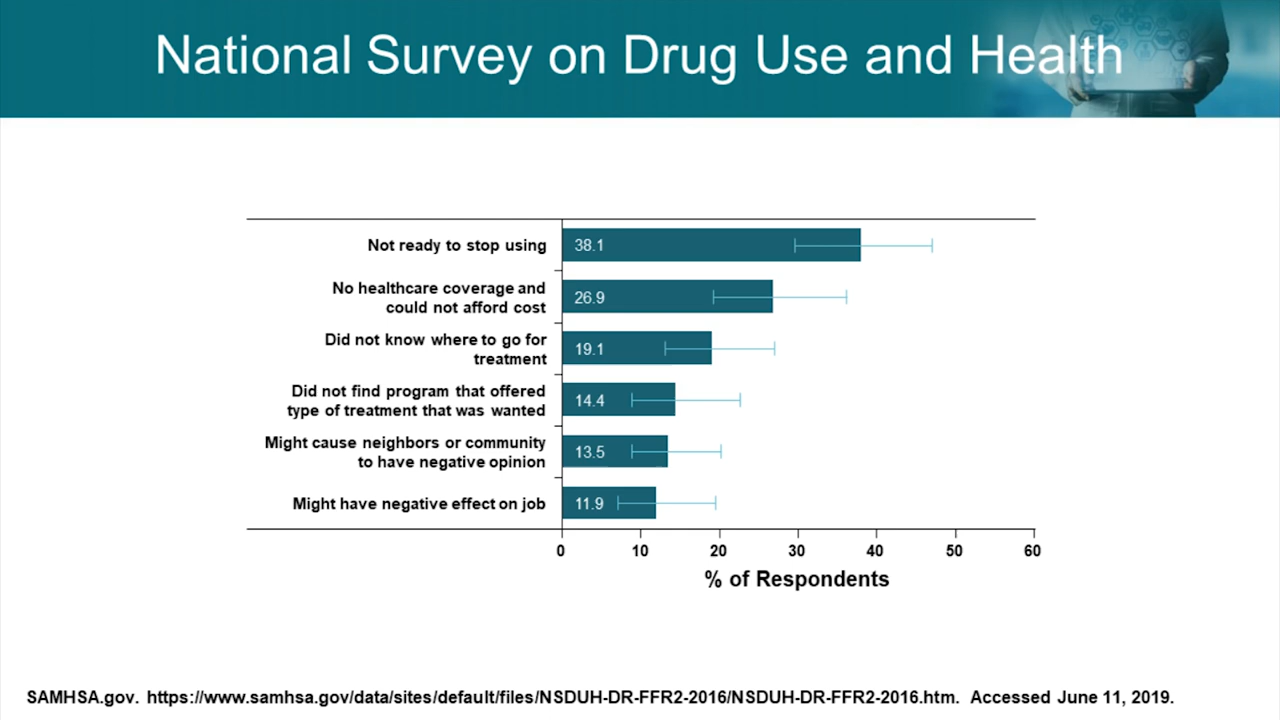 National Survey on Drug Use and Health
Not ready to stop using
38.1
No healthcare coverage and
could not afford cost
26.9
Did not know where to go for
treatment
19.1
Did not find program that offered
type of treatment that was wanted
14.4
Might cause neighbors or community
to have negative opinion
13.5
Might have negative effect on job
11.9
0 10 20 30 40 50 60
% of Respondents
SAMHSA.gov. https://www.samhsa.gov/data/sites/default/files/NSDUH-DR-FFR2-2016/NSDUH-DR-FFR2-2016.htm. Accessed June 11, 2019.